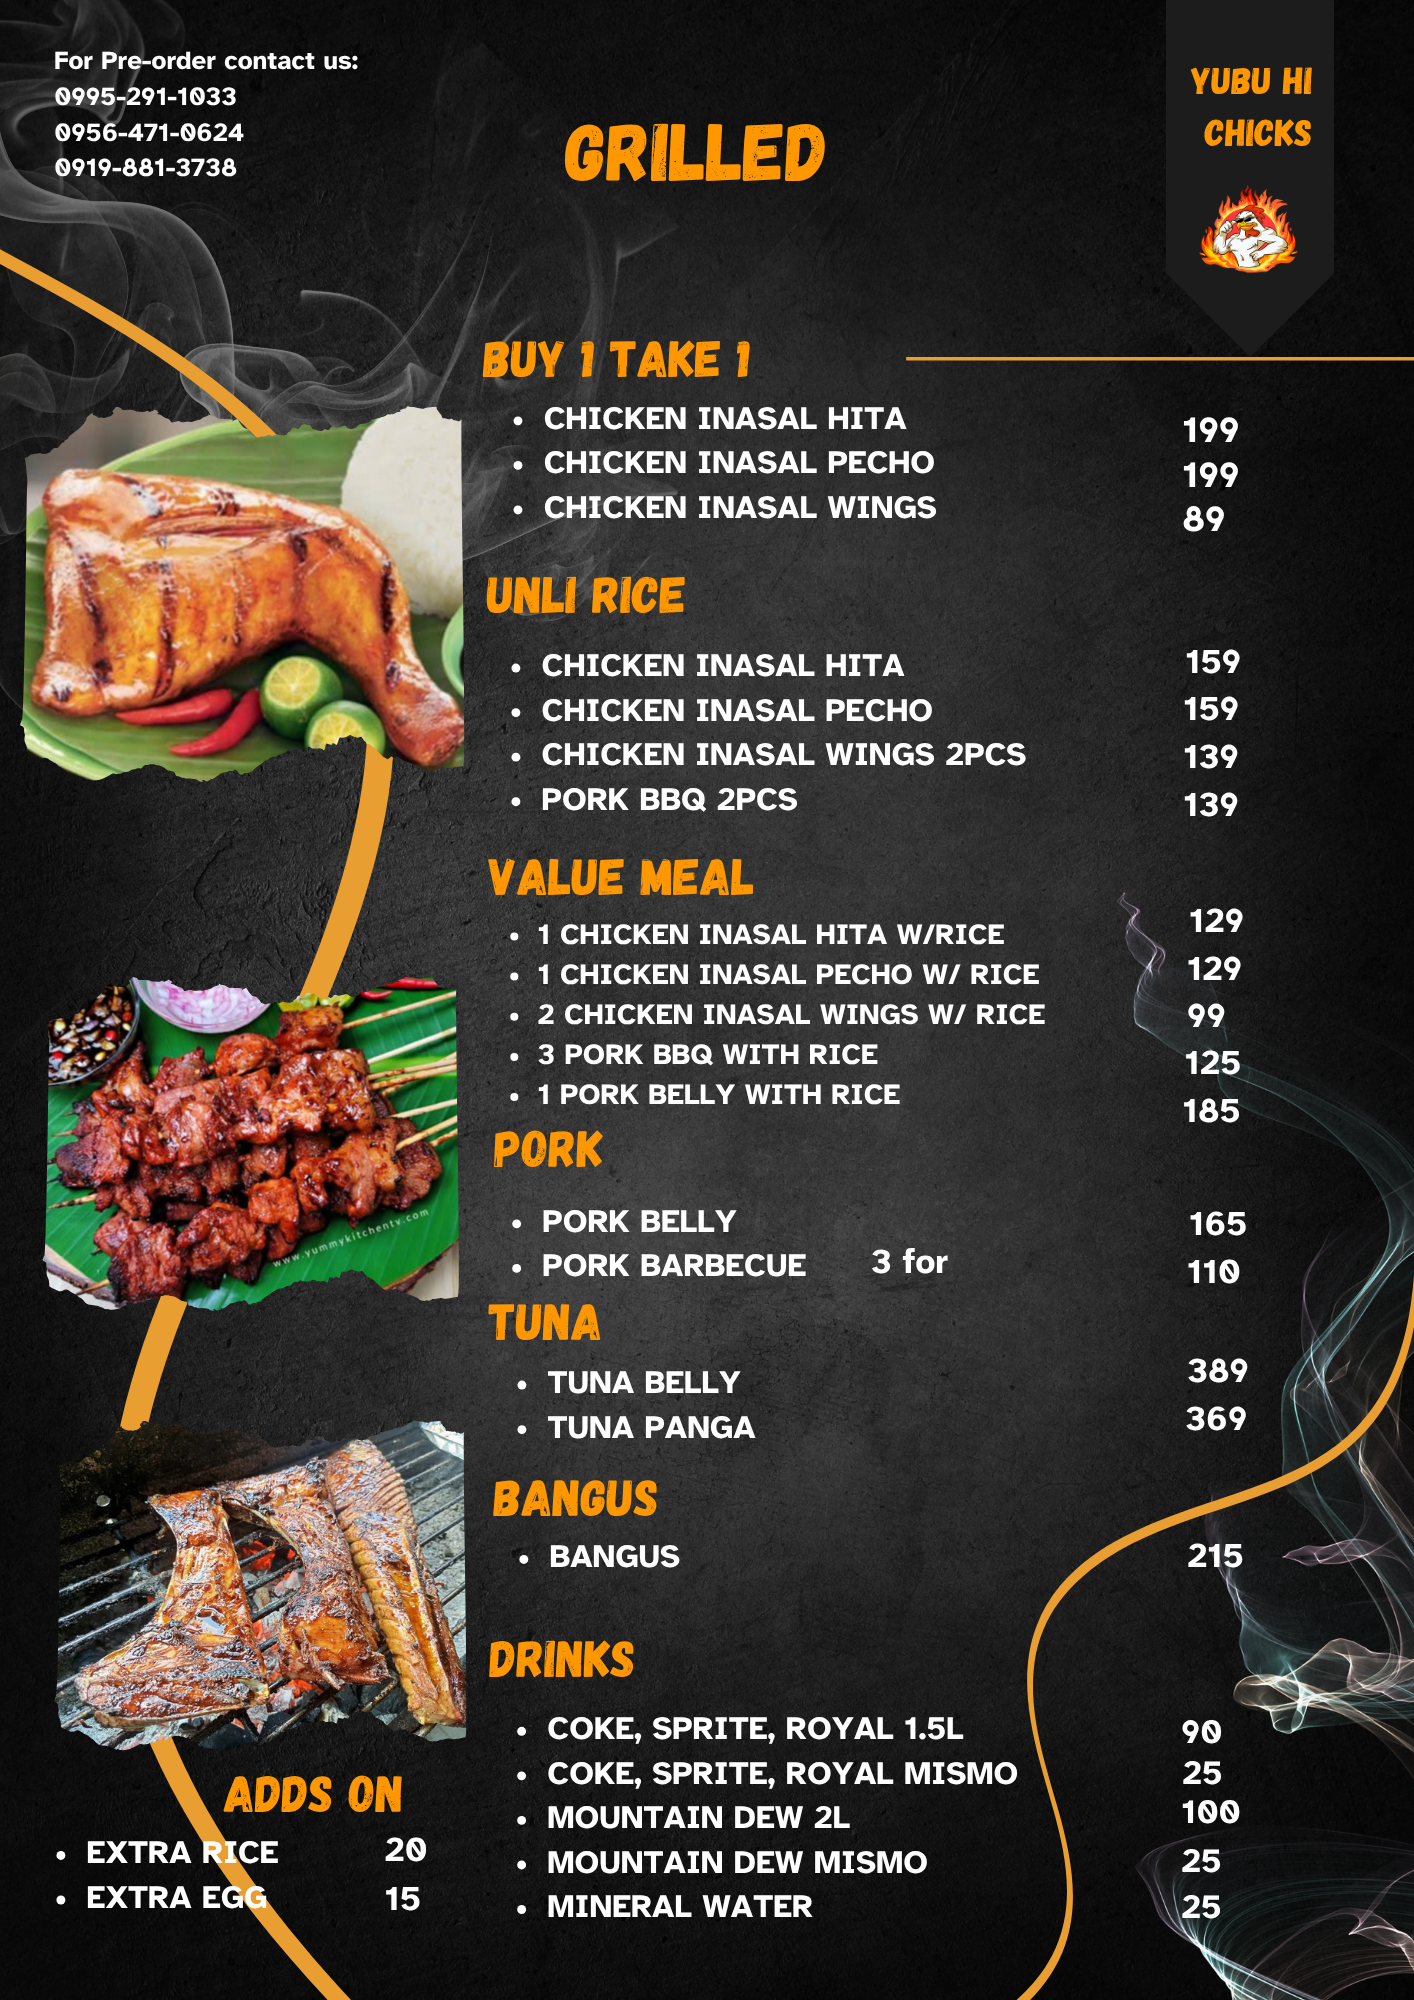 For Pre-order contact us:
0995-291-1033
0956-471-0624
0919-881-3738
GRILLED
YUBU HI
CHICKS
BUY 1 TAKE 1
• CHICKEN INASAL HITA 199
• CHICKEN INASAL PECHO 199
• CHICKEN INASAL WINGS 89
UNLI RICE
• CHICKEN INASAL HITA 159
• CHICKEN INASAL PECHO 159
• CHICKEN INASAL WINGS 2PCS 139
• PORK BBQ 2PCS 139
VALUE MEAL
• 1 CHICKEN INASAL HITA W/RICE 129
• 1 CHICKEN INASAL PECHO W/ RICE 129
• 2 CHICKEN INASAL WINGS W/ RICE 99
• 3 PORK BBQ WITH RICE 125
• 1 PORK BELLY WITH RICE 185
www.yummykitchentv.com
PORK
• PORK BELLY 165
• PORK BARBECUE 3 for 110
TUNA
• TUNA BELLY 389
• TUNA PANGA 369
BANGUS
• BANGUS 215
DRINKS
• COKE, SPRITE, ROYAL 1.5L 90
• COKE, SPRITE, ROYAL MISMO 25
• MOUNTAIN DEW 2L 100
• MOUNTAIN DEW MISMO 25
• MINERAL WATER 25
ADDS ON
• EXTRA RICE 20
• EXTRA EGG 15